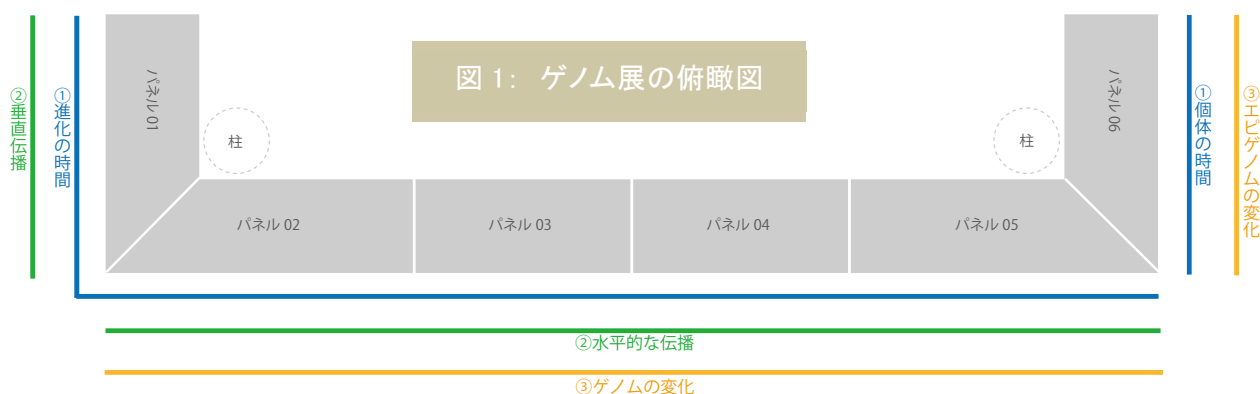 図 1： ゲノム展の俯瞰図
②垂直伝播
①進化の時間
パネル 01
柱
パネル 02
パネル 03
パネル 04
パネル 05
柱
パネル 06
①個体の時間
③エピゲノムの変化
②水平的な伝播
③ゲノムの変化